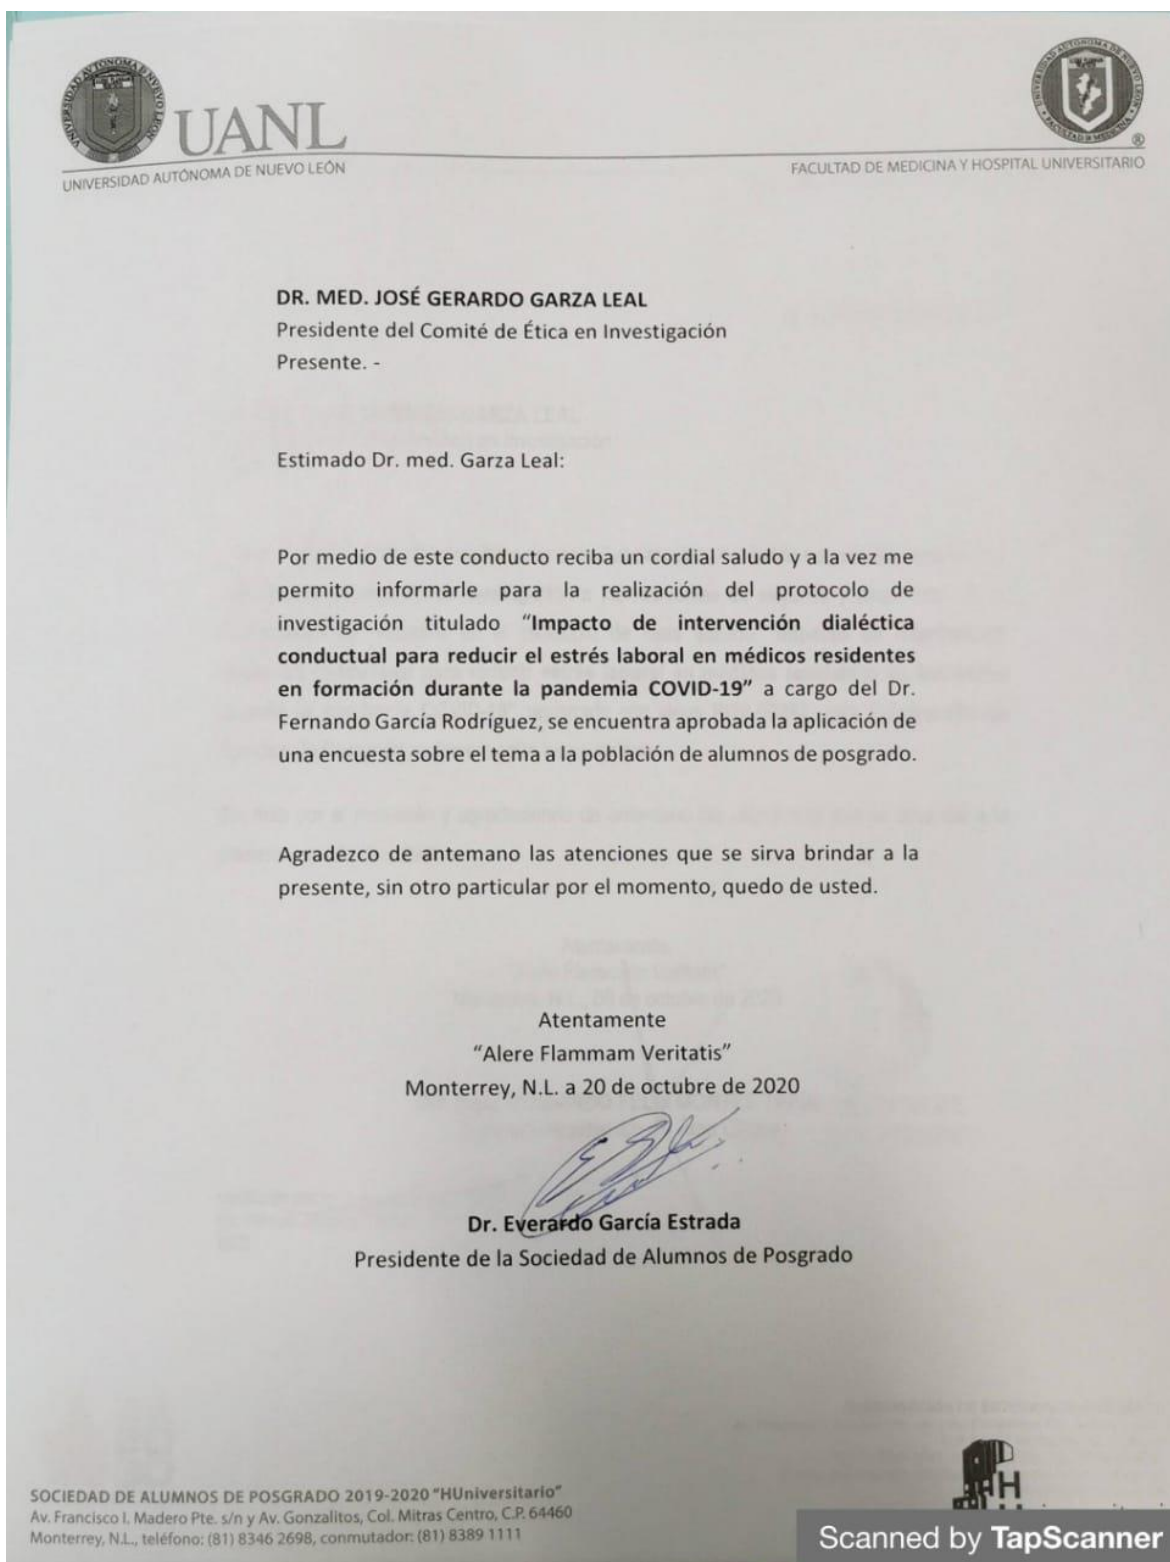 UANL
UNIVERSIDAD AUTÓNOMA DE NUEVO LEÓN
FACULTAD DE MEDICINA Y HOSPITAL UNIVERSITARIO
DR. MED. JOSÉ GERARDO GARZA LEAL
Presidente del Comité de Ética en Investigación
Presente. -
Estimado Dr. med. Garza Leal:
Por medio de este conducto reciba un cordial saludo y a la vez me
permito informarle para la realización del protocolo de
investigación titulado “Impacto de intervención dialéctica
conductual para reducir el estrés laboral en médicos residentes
en formación durante la pandemia COVID-19” a cargo del Dr.
Fernando García Rodríguez, se encuentra aprobada la aplicación de
una encuesta sobre el tema a la población de alumnos de posgrado.
Agradezco de antemano las atenciones que se sirva brindar a la
presente, sin otro particular por el momento, quedo de usted.
Atentamente
“Alere Flammam Veritatis”
Monterrey, N.L. a 20 de octubre de 2020
Dr. Everardo García Estrada
Presidente de la Sociedad de Alumnos de Posgrado
SOCIEDAD DE ALUMNOS DE POSGRADO 2019-2020 "HUniversitario"
Av. Francisco I. Madero Pte. s/n y Av. Gonzalitos, Col. Mitras Centro, C.P. 64460
Monterrey, N.L., teléfono: (81) 8346 2698, conmutador: (81) 8389 1111
Scanned by TapScanner